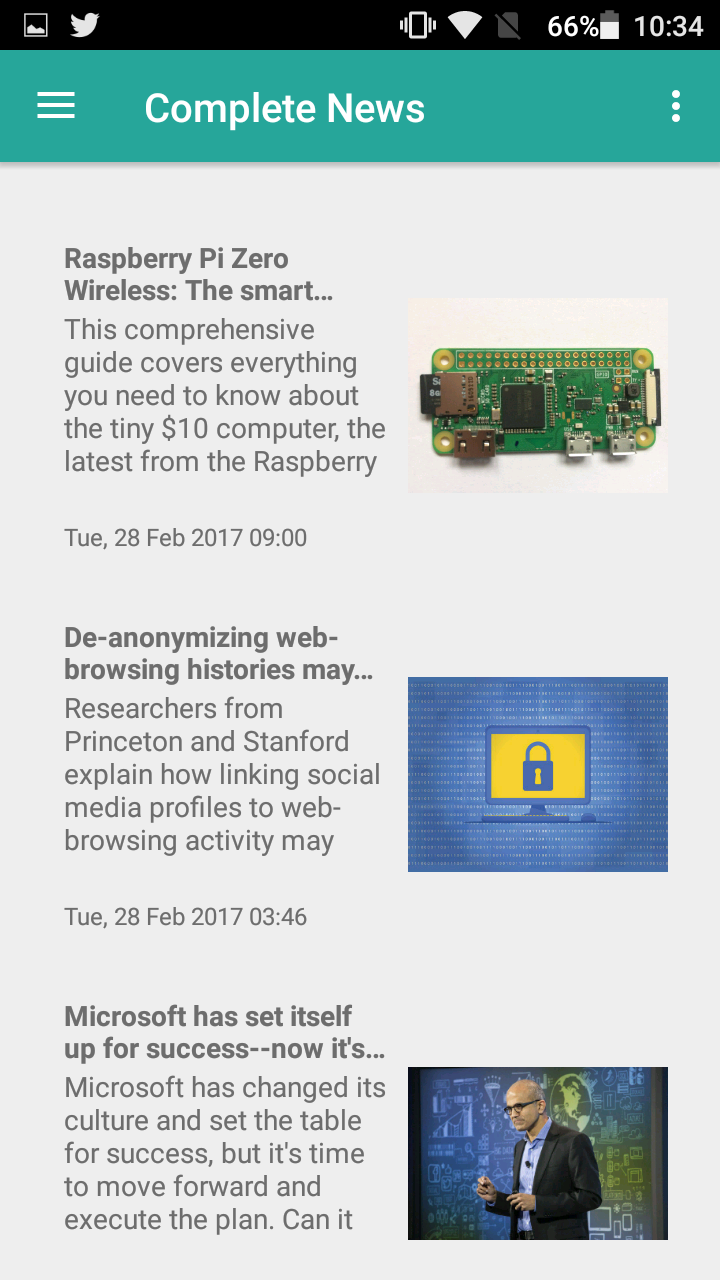 66% 10:34
Complete News
Raspberry Pi Zero
Wireless: The smart...
This comprehensive
guide covers everything
you need to know about
the tiny $10 computer, the
latest from the Raspberry
Tue, 28 Feb 2017 09:00
De-anonymizing web-
browsing histories may...
Researchers from
Princeton and Stanford
explain how linking social
media profiles to web-
browsing activity may
Tue, 28 Feb 2017 03:46
Microsoft has set itself
up for success--now it's...
Microsoft has changed its
culture and set the table
for success, but it's time
to move forward and
execute the plan. Can it